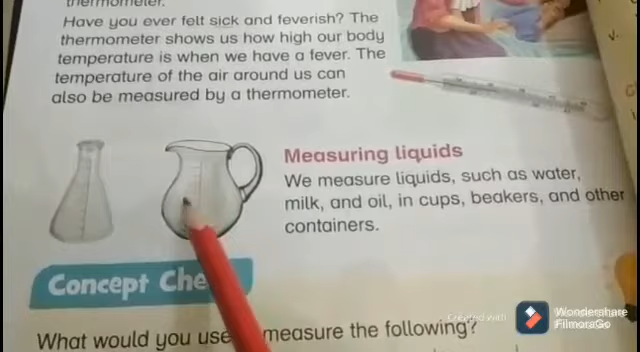 thermometer.
Have you ever felt sick and feverish? The
thermometer shows us how high our body
temperature is when we have a fever. The
temperature of the air around us can
also be measured by a thermometer.
Measuring liquids
We measure liquids, such as water,
milk, and oil, in cups, beakers, and other
containers.
Concept Che
What would you use measure the following?
Created with
Wondershare
FilmoraGo